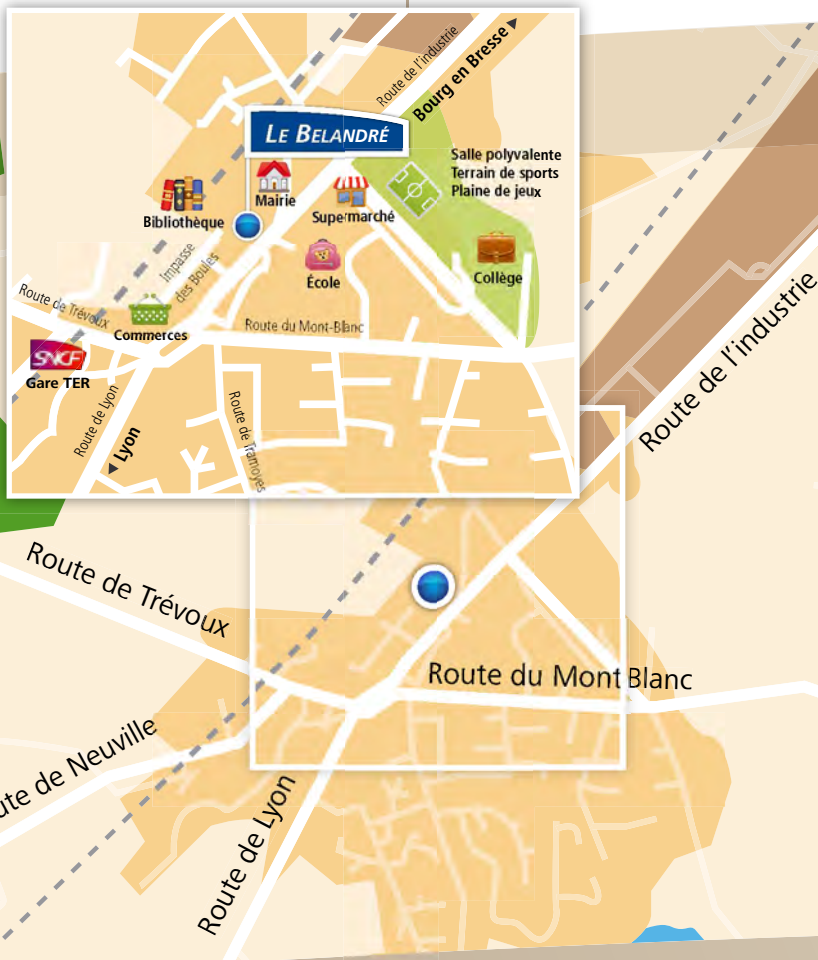 Route de l'industrie
Bourg en Bresse
LE BELANDRÉ
Salle polyvalente
Terrain de sports
Plaine de jeux
Mairie
Bibliothèque
Supermarché
Impasse
des Boules
École
Collège
Route de Trévoux
Commerces
Route du Mont-Blanc
SNCF
Gare TER
Route de Lyon
Lyon
Route de Tramoyes
Route de l'industrie
Route de Trévoux
Route du Mont Blanc
ute de Neuville
Route de Lyon